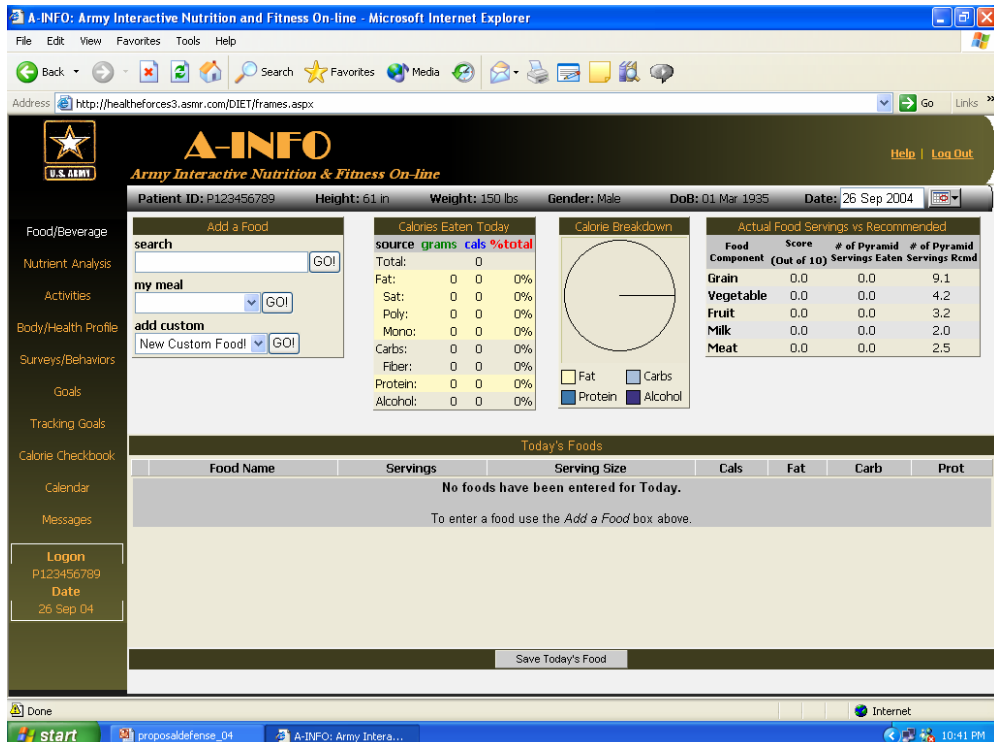 A-INFO: Army Interactive Nutrition and Fitness On-line - Microsoft Internet Explorer
File Edit View Favorites Tools Help
Back Search Favorites Media
Address http://healtheforces3.asmr.com/DIET/frames.aspx Go Links »
U.S. ARMY
A-INFO
Army Interactive Nutrition & Fitness On-line
Help | Log Out
Patient ID: P123456789 Height: 61 in Weight: 150 lbs Gender: Male DoB: 01 Mar 1935 Date: 26 Sep 2004
Food/Beverage
Nutrient Analysis
Activities
Body/Health Profile
Surveys/Behaviors
Goals
Tracking Goals
Calorie Checkbook
Calendar
Messages
Logon
P123456789
Date
26 Sep 04
Add a Food
search
GO!
my meal
GO!
add custom
New Custom Food! GO!
Calories Eaten Today
source grams cals %total
Total: 0
Fat: 0 0 0%
Sat: 0 0 0%
Poly: 0 0 0%
Mono: 0 0 0%
Carbs: 0 0 0%
Fiber: 0 0 0%
Protein: 0 0 0%
Alcohol: 0 0 0%
Calorie Breakdown
Fat Carbs
Protein Alcohol
Actual Food Servings vs Recommended
Food Component Score (Out of 10) # of Pyramid Servings Eaten # of Pyramid Servings Rcmd
Grain 0.0 0.0 9.1
Vegetable 0.0 0.0 4.2
Fruit 0.0 0.0 3.2
Milk 0.0 0.0 2.0
Meat 0.0 0.0 2.5
Today's Foods
Food Name Servings Serving Size Cals Fat Carb Prot
No foods have been entered for Today.
To enter a food use the Add a Food box above.
Save Today's Food
Done Internet
start proposaldefense_04 A-INFO: Army Intera... 10:41 PM